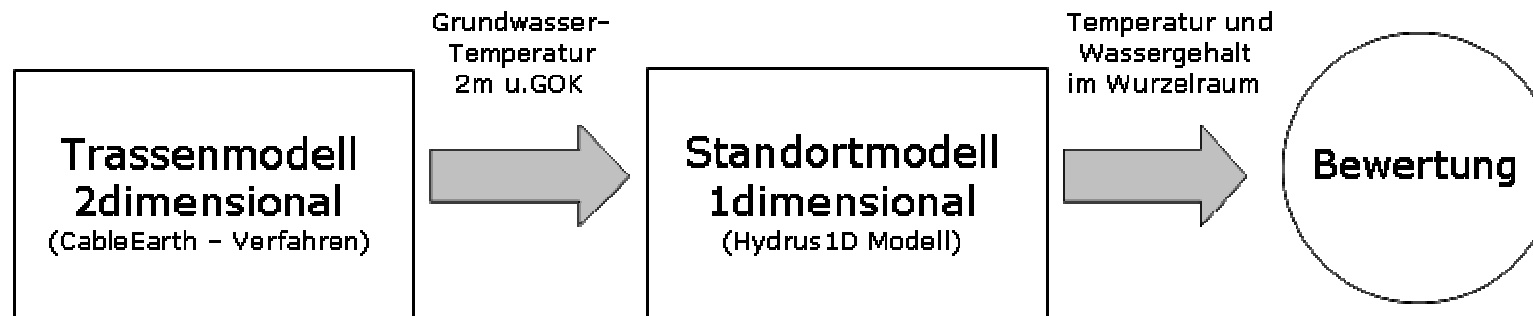 Grundwasser-
Temperatur
2m u.GOK
Temperatur und
Wassergehalt
im Wurzelraum
Trassenmodell
2dimensional
(CableEarth – Verfahren)
Standortmodell
1dimensional
(Hydrus1D Modell)
Bewertung